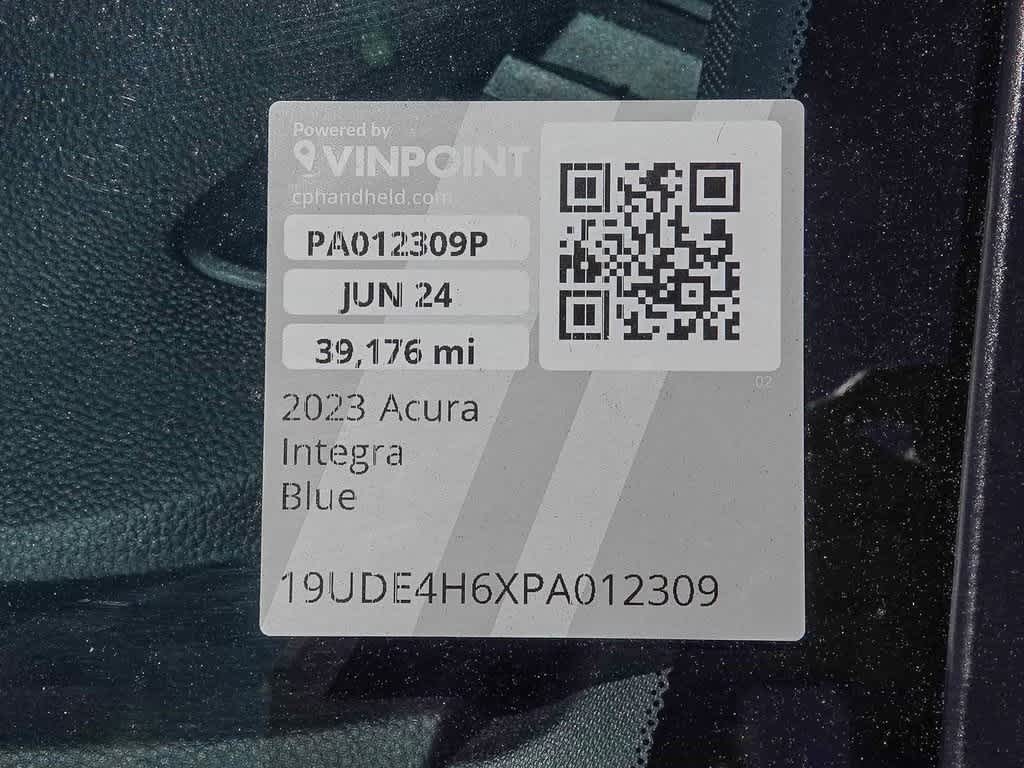 Powered by
VINPOINT
cphandheld.com
PA012309P
JUN 24
39,176 mi
02
2023 Acura
Integra
Blue
19UDE4H6XPA012309